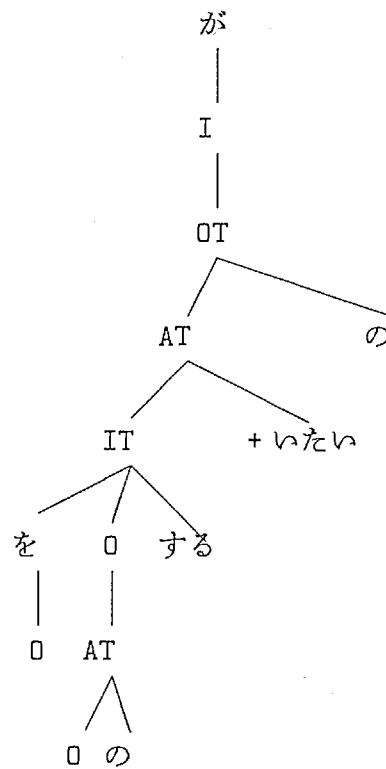 が
I
OT
AT の
IT +いたい
を O する
O AT
O の